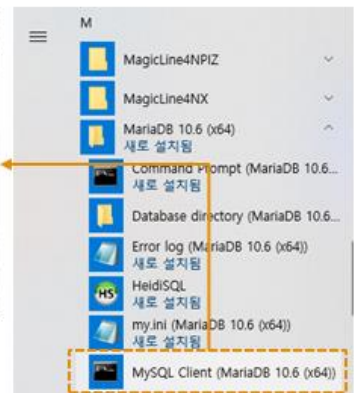 M
MagicLine4NPIZ
MagicLine4NX
MariaDB 10.6 (x64)
새로 설치됨
Command Prompt (MariaDB 10.6...
새로 설치됨
Database directory (MariaDB 10.6...
Error log (MariaDB 10.6 (x64))
새로 설치됨
HS
HeidiSQL
새로 설치됨
my.ini (MariaDB 10.6 (x64))
새로 설치됨
MySQL Client (MariaDB 10.6 (x64))